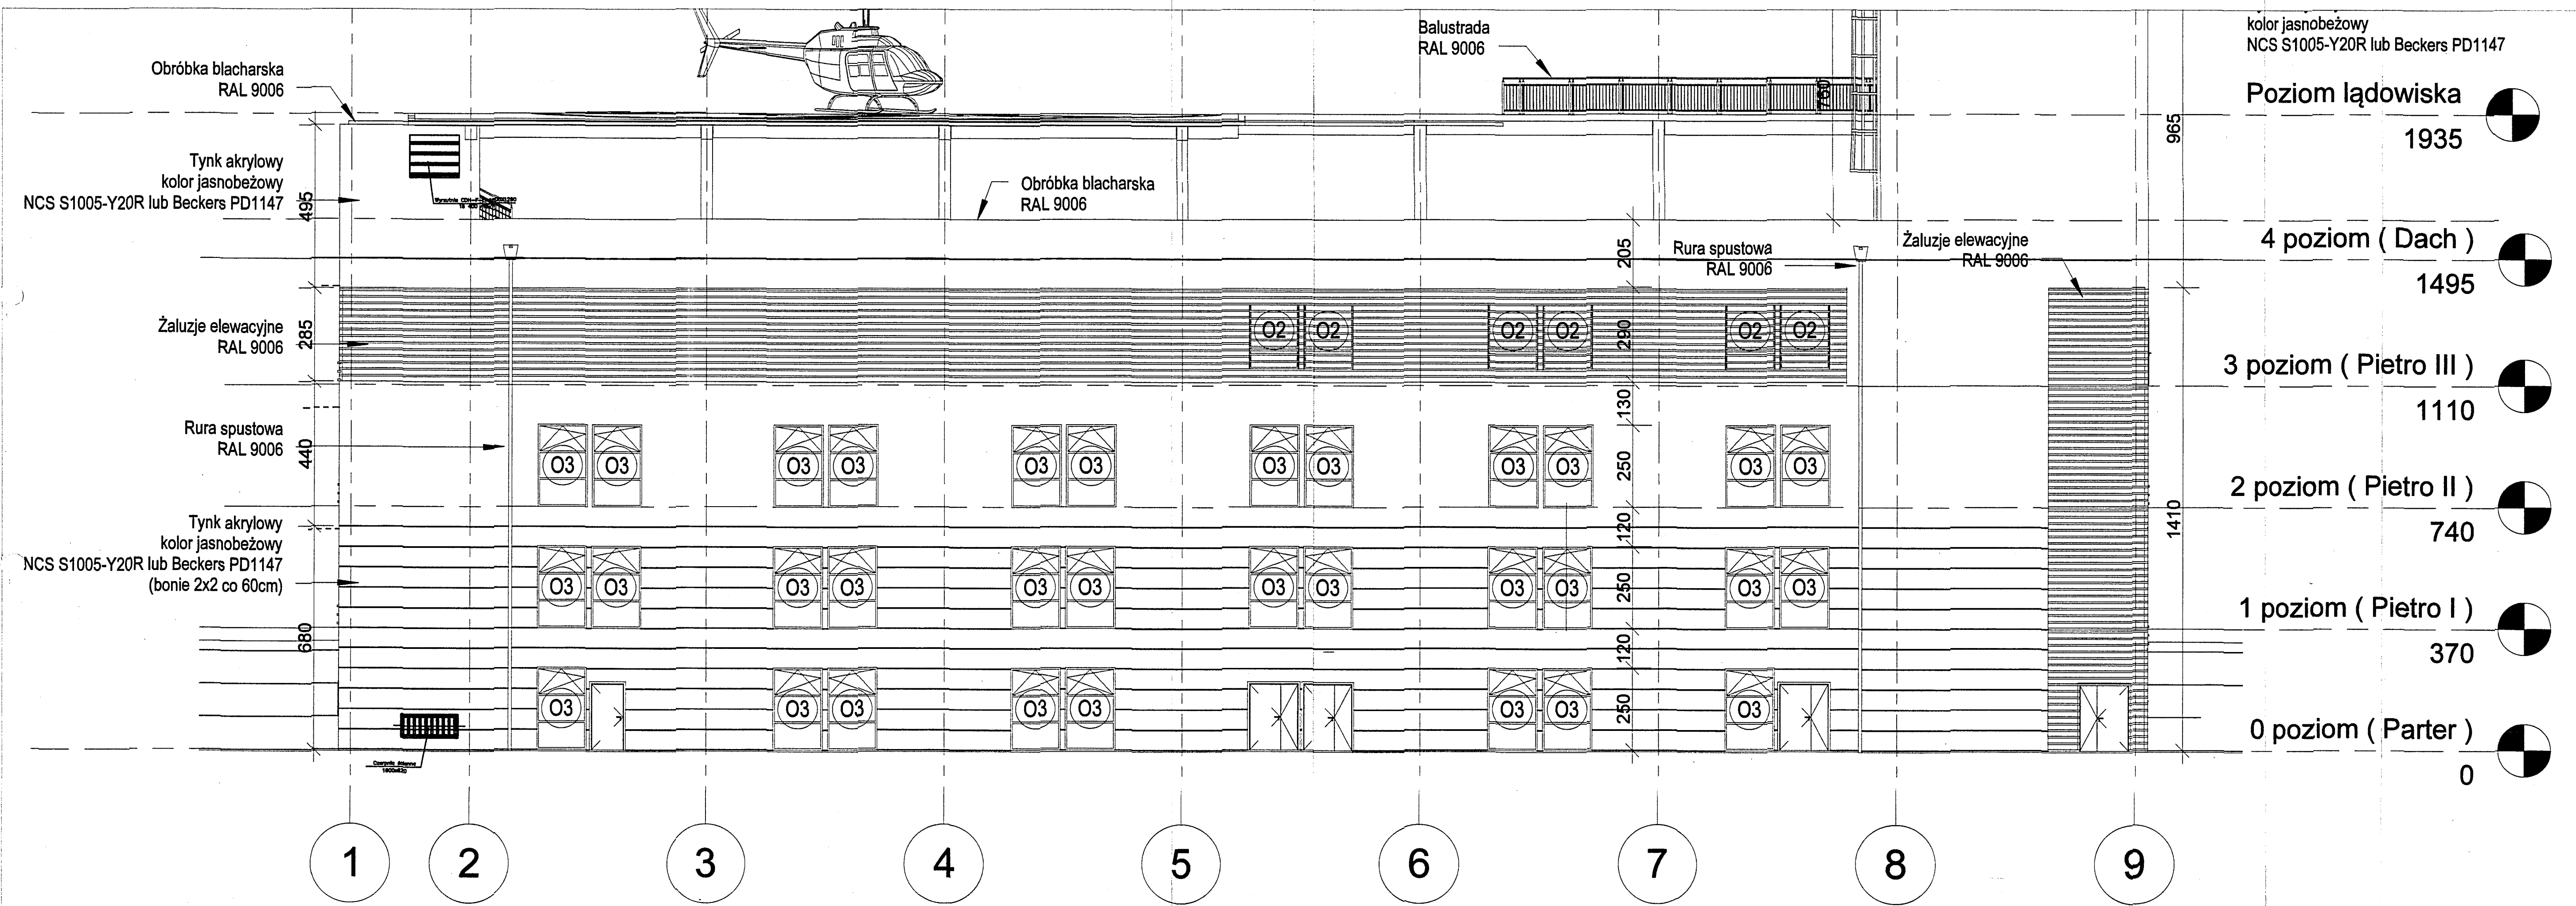 Obróbka blacharska
RAL 9006
Balustrada
RAL 9006
kolor jasnobeżowy
NCS S1005-Y20R lub Beckers PD1147
Poziom lądowiska
1935
760
965
Tynk akrylowy
kolor jasnobeżowy
NCS S1005-Y20R lub Beckers PD1147
495
Obróbka blacharska
RAL 9006
205
Rura spustowa
RAL 9006
Żaluzje elewacyjne
RAL 9006
4 poziom ( Dach )
1495
Żaluzje elewacyjne
RAL 9006
285
O2 O2 O2 O2 O2 O2
290
3 poziom ( Pietro III )
1110
130
Rura spustowa
RAL 9006
440
O3 O3 O3 O3 O3 O3 O3 O3 O3 O3 O3 O3
250
2 poziom ( Pietro II )
740
120
1410
Tynk akrylowy
kolor jasnobeżowy
NCS S1005-Y20R lub Beckers PD1147
(bonie 2x2 co 60cm)
O3 O3 O3 O3 O3 O3 O3 O3 O3 O3 O3 O3
250
1 poziom ( Pietro I )
370
680
120
O3 O3 O3 O3 O3 O3 O3 O3
250
0 poziom ( Parter )
0
1 2 3 4 5 6 7 8 9